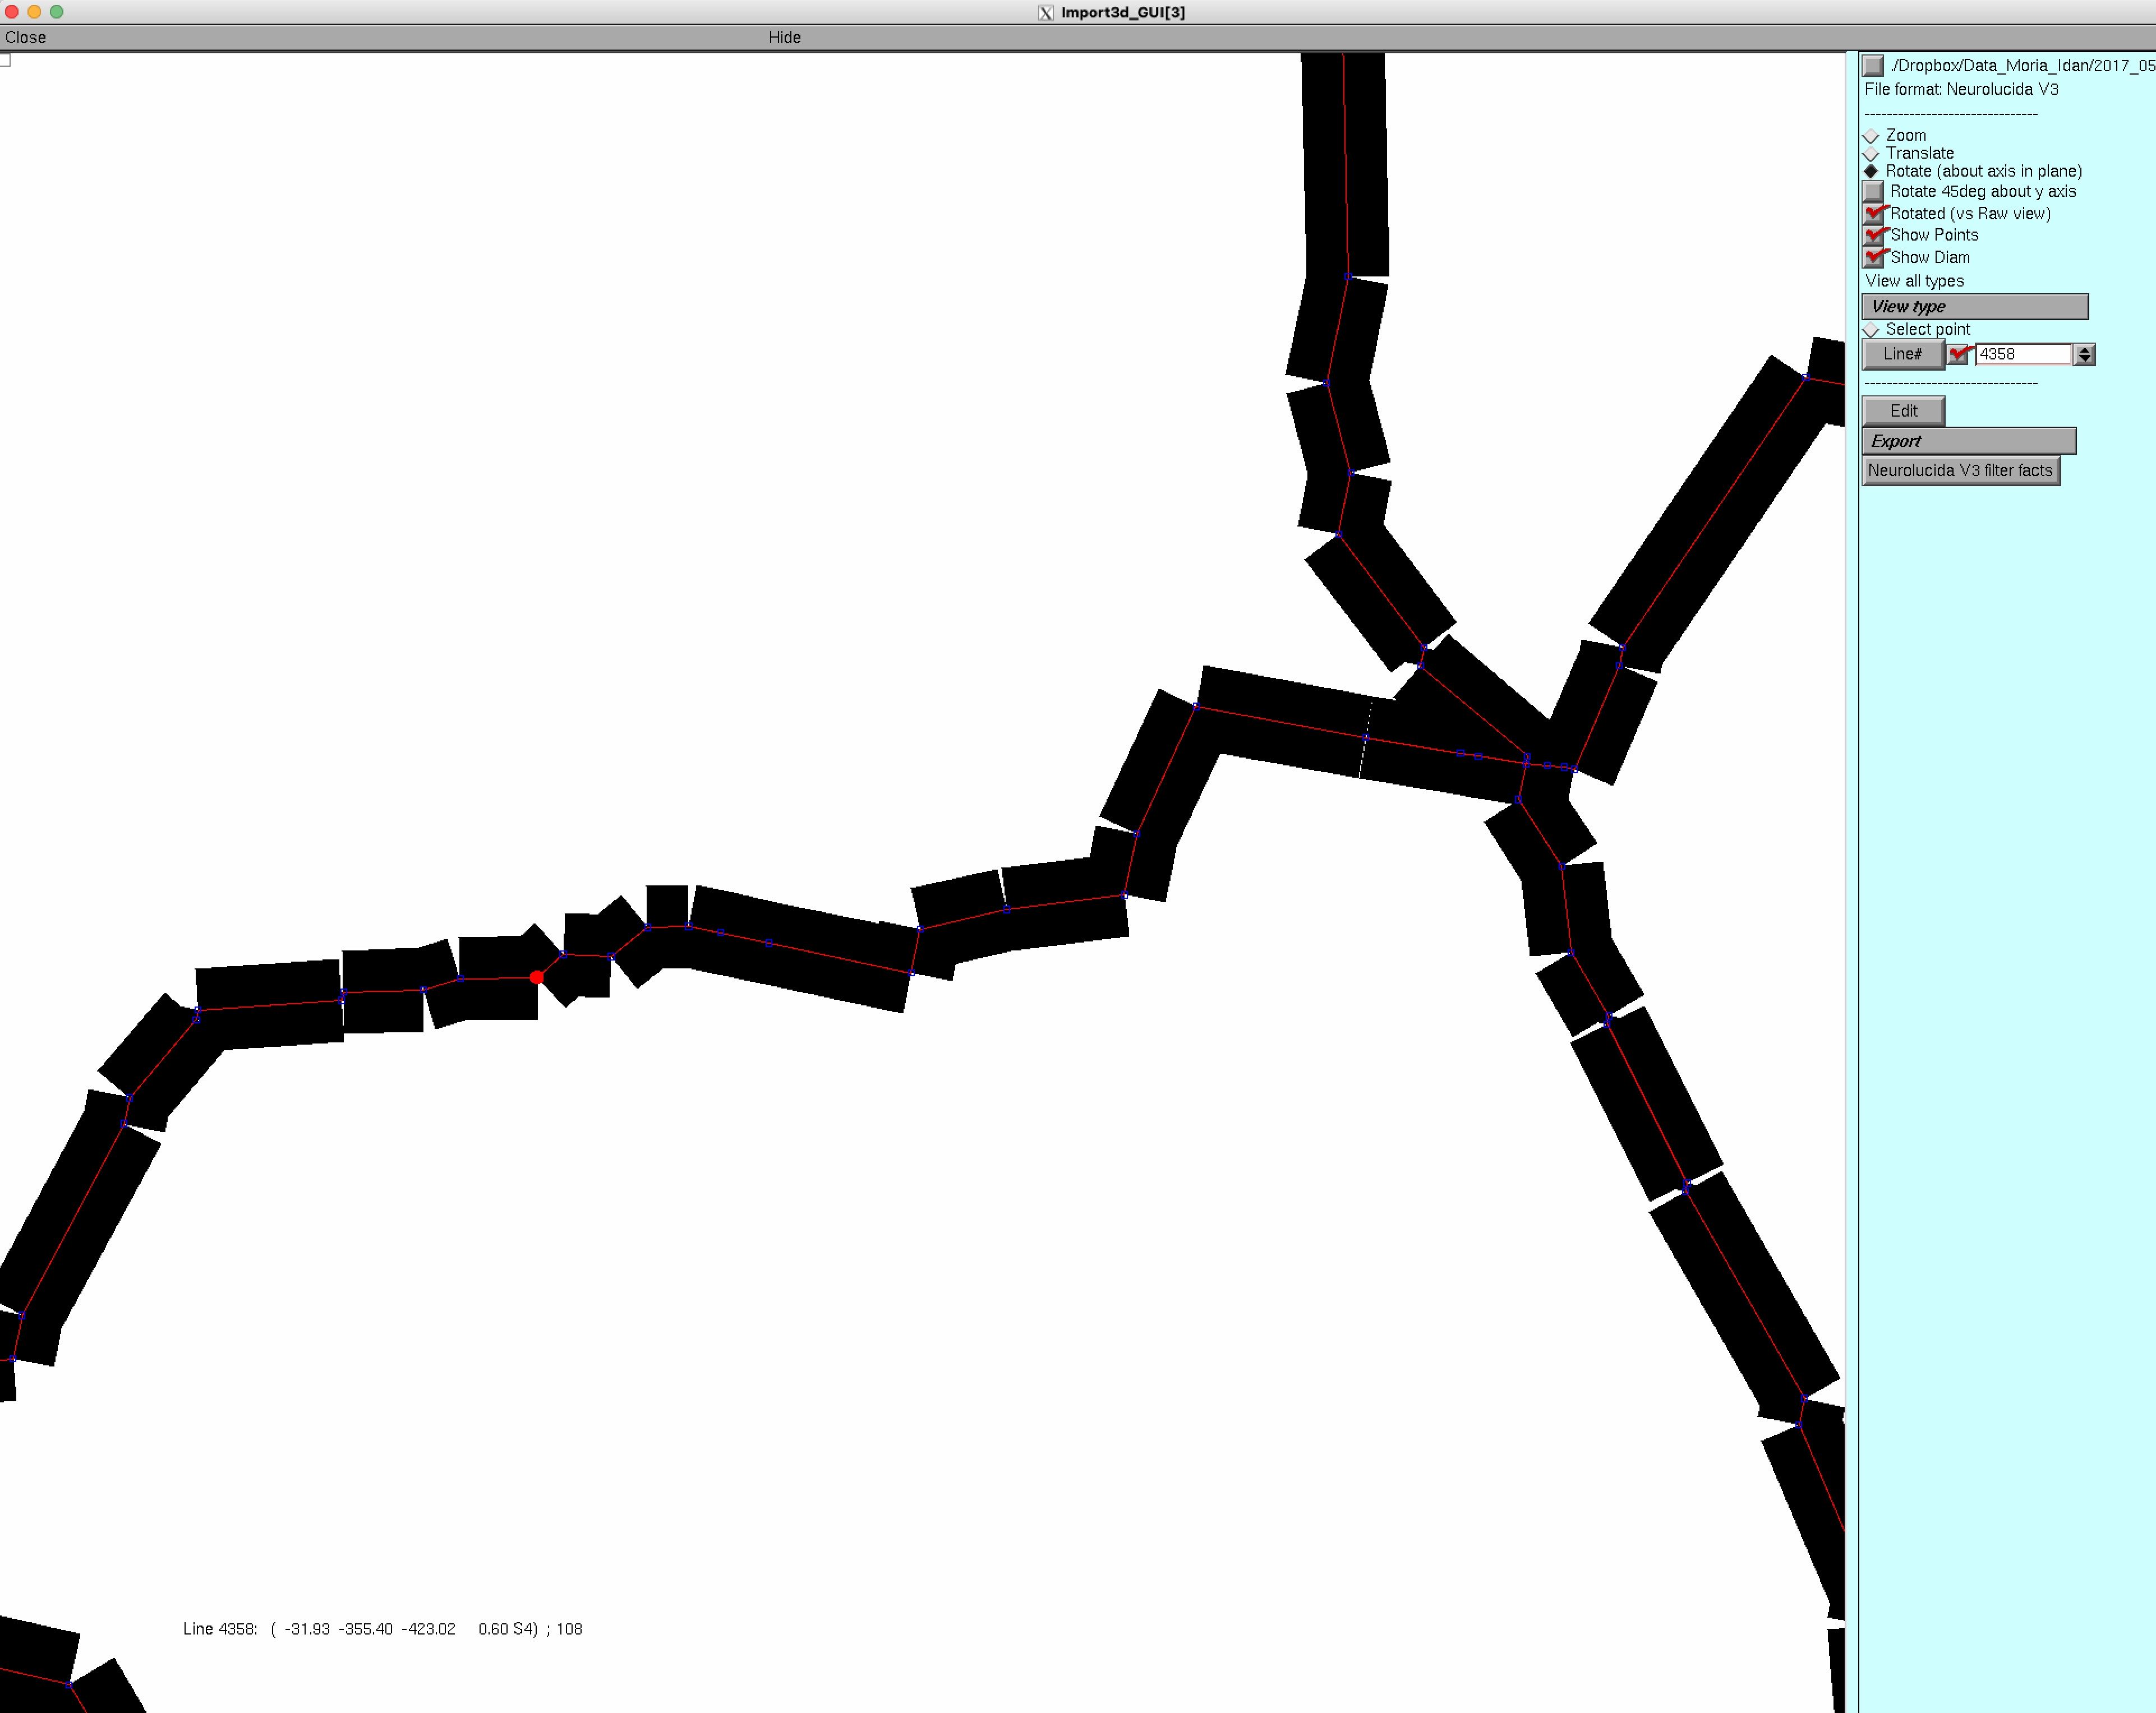 Import3d_GUI[3]
Close Hide
./Dropbox/Data_Moria_Idan/2017_05
File format: Neurolucida V3
-------------------------------
Zoom
Translate
Rotate (about axis in plane)
Rotate 45deg about y axis
Rotated (vs Raw view)
Show Points
Show Diam
View all types
View type
Select point
Line# 4358
-------------------------------
Edit
Export
Neurolucida V3 filter facts
Line 4358: ( -31.93 -355.40 -423.02 0.60 S4) ; 108